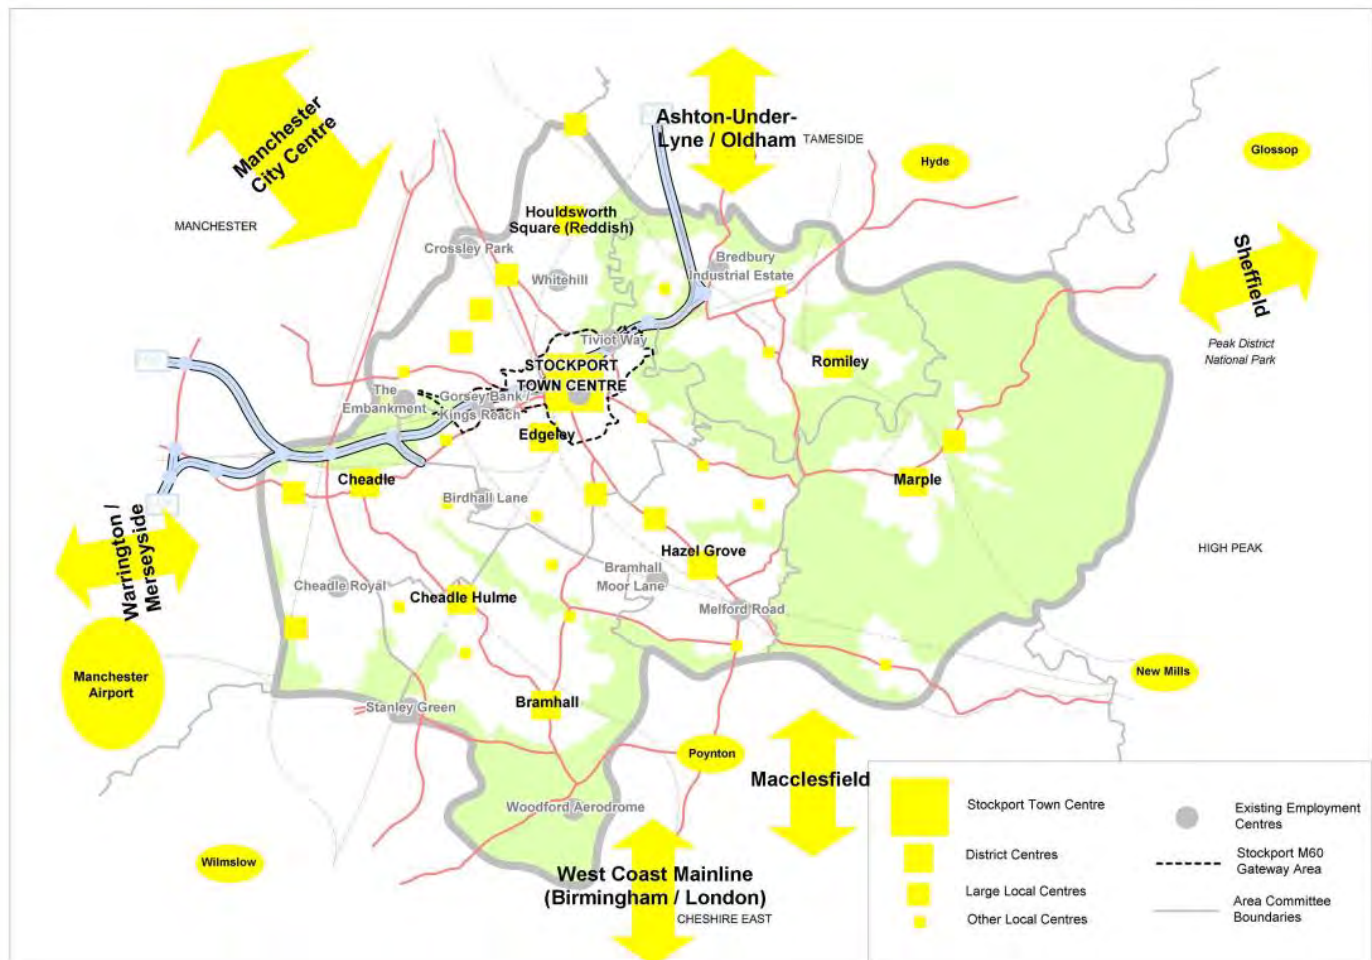 Manchester
City Centre
MANCHESTER
Ashton-Under-
Lyne / Oldham
TAMESIDE
Hyde
Glossop
Sheffield
Peak District
National Park
Houldsworth
Square (Reddish)
Crossley Park
Whitehill
Bredbury
Industrial Estate
Tiviot Way
STOCKPORT
TOWN CENTRE
Romiley
The
Embankment
Gorsey Bank /
Kings Reach
Edgeley
Cheadle
Birdhall Lane
Marple
Warrington /
Merseyside
Hazel Grove
HIGH PEAK
Cheadle Royal
Cheadle Hulme
Bramhall
Moor Lane
Melford Road
Manchester
Airport
New Mills
Stanley Green
Bramhall
Poynton
Macclesfield
Woodford Aerodrome
Wilmslow
West Coast Mainline
(Birmingham / London)
CHESHIRE EAST
Stockport Town Centre
District Centres
Large Local Centres
Other Local Centres
Existing Employment
Centres
Stockport M60
Gateway Area
Area Committee
Boundaries